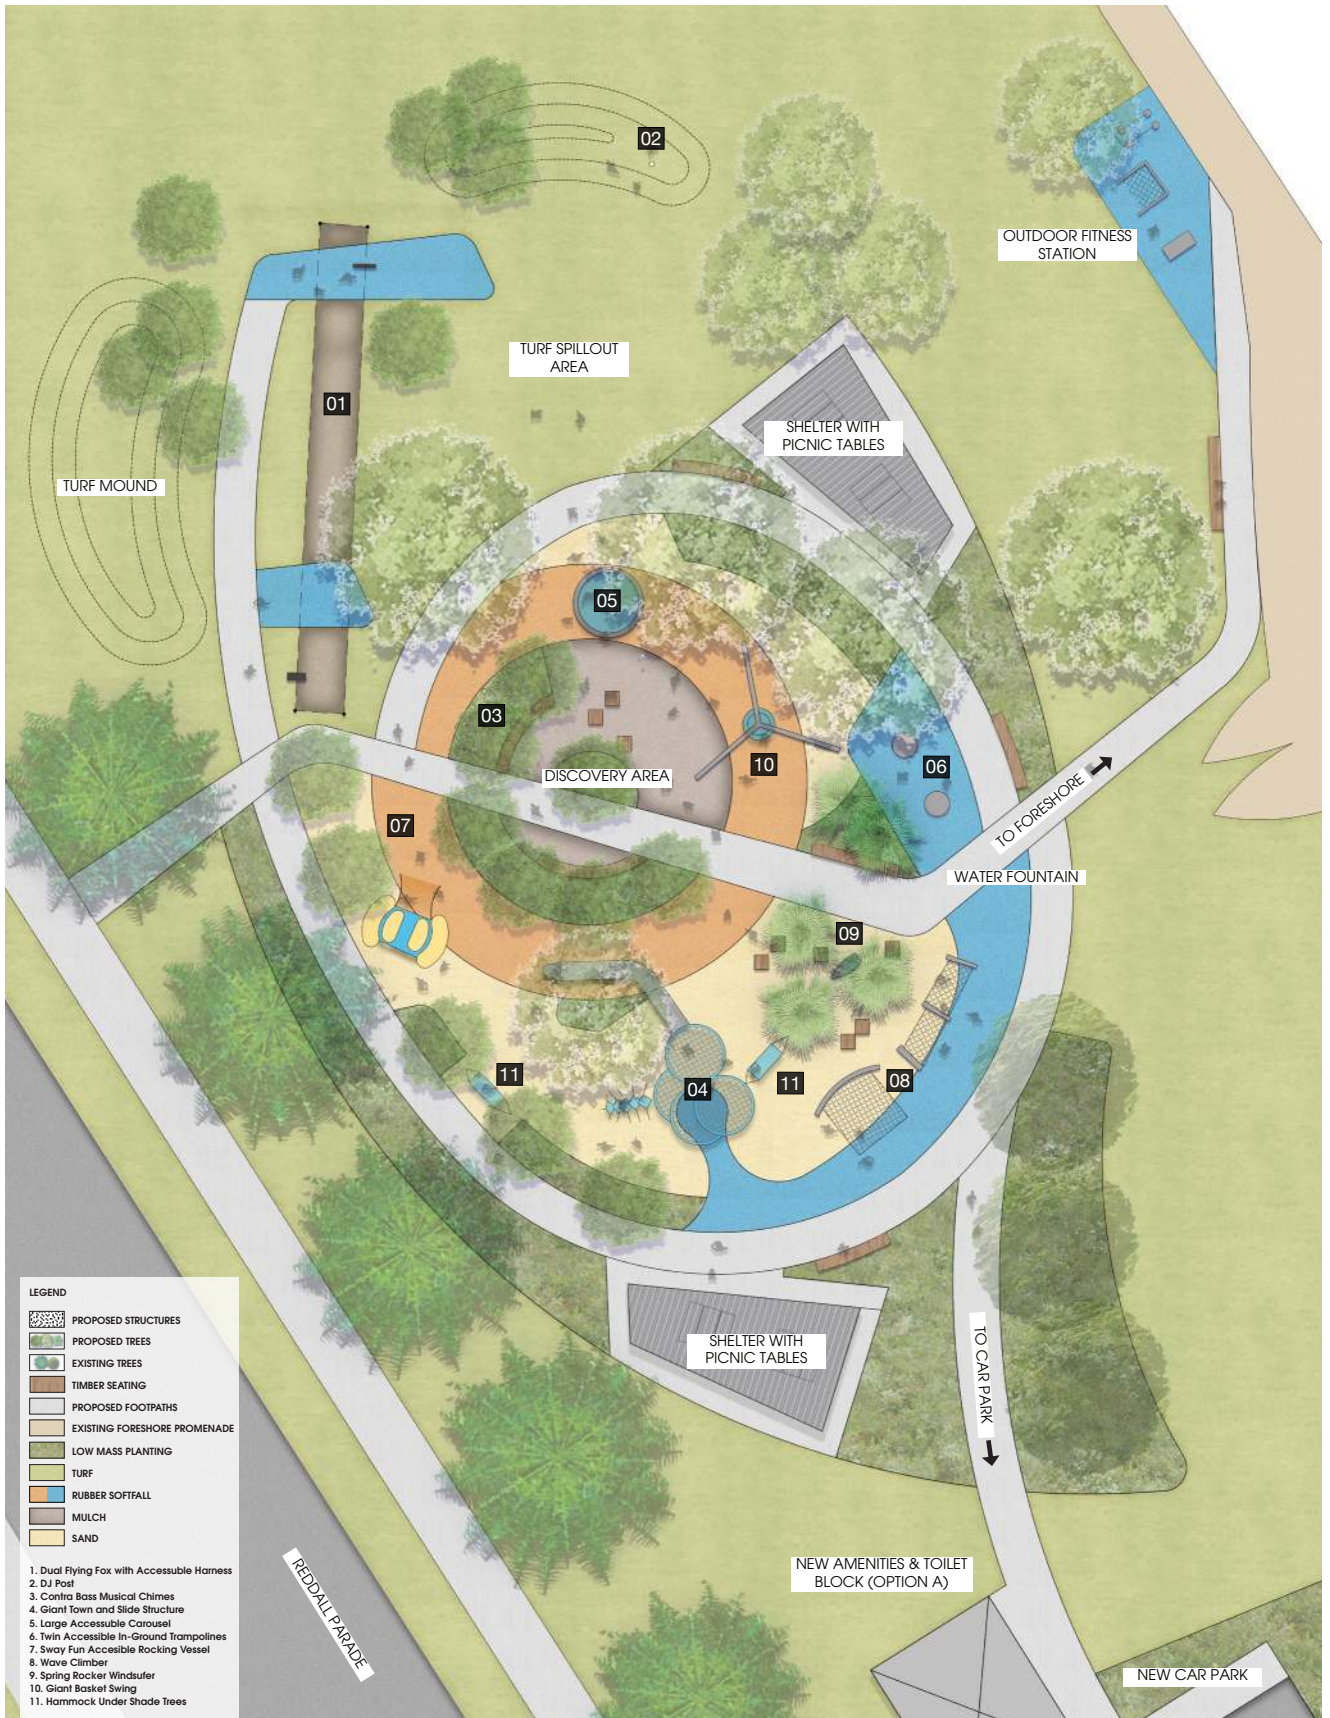 02
OUTDOOR FITNESS
STATION
TURF SPILLOUT
AREA
01
SHELTER WITH
PICNIC TABLES
TURF MOUND
05
03
10
DISCOVERY AREA
06
TO FORESHORE
07
WATER FOUNTAIN
09
11
04
11
08
TO CAR PARK
SHELTER WITH
PICNIC TABLES
LEGEND
PROPOSED STRUCTURES
PROPOSED TREES
EXISTING TREES
TIMBER SEATING
PROPOSED FOOTPATHS
EXISTING FORESHORE PROMENADE
LOW MASS PLANTING
TURF
RUBBER SOFTFALL
MULCH
SAND
1. Dual Flying Fox with Accessuble Harness
2. DJ Post
3. Contra Bass Musical Chimes
4. Giant Town and Slide Structure
5. Large Accessuble Carousel
6. Twin Accessible In-Ground Trampolines
7. Sway Fun Accesible Rocking Vessel
8. Wave Climber
9. Spring Rocker Windsufer
10. Giant Basket Swing
11. Hammock Under Shade Trees
REDDALL PARADE
NEW AMENITIES & TOILET
BLOCK (OPTION A)
NEW CAR PARK